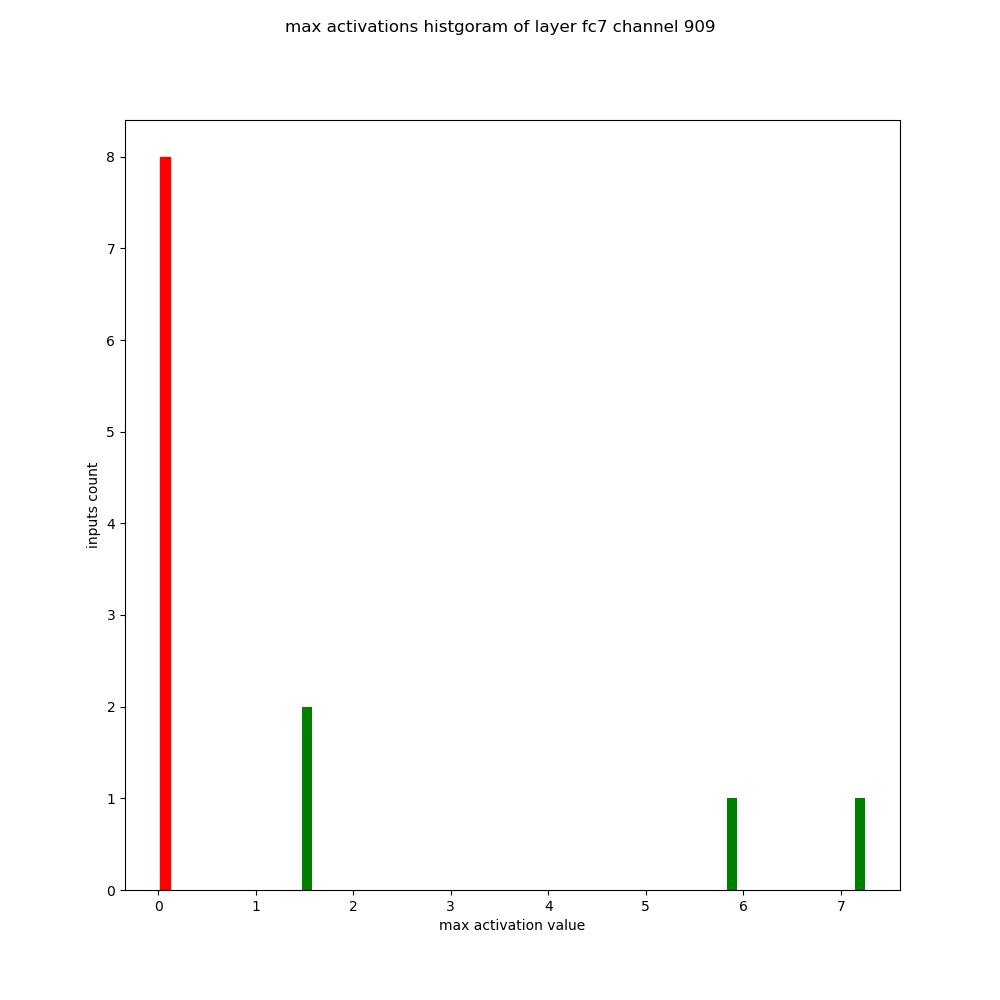 max activations histgoram of layer fc7 channel 909
8
7
6
5
4
3
2
1
0
inputs count
0 1 2 3 4 5 6 7
max activation value